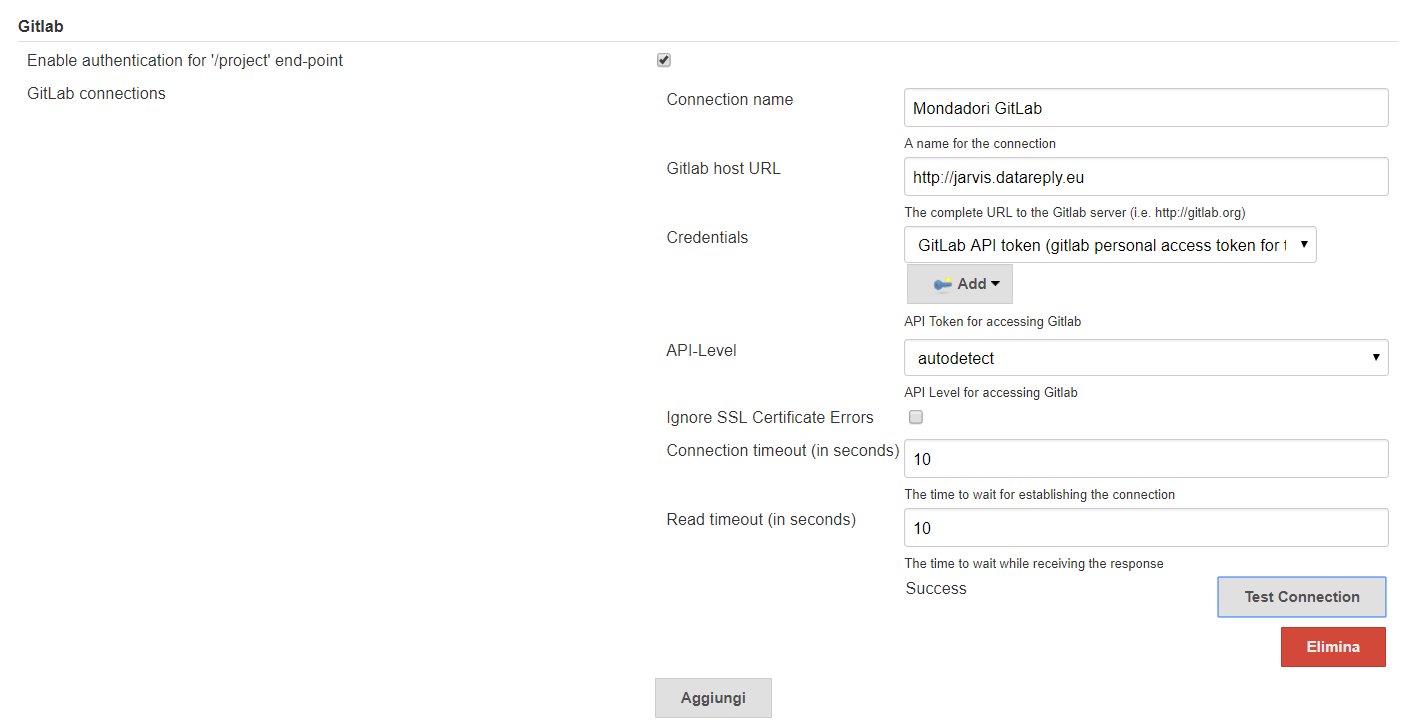 Gitlab
Enable authentication for '/project' end-point
GitLab connections
Connection name
Mondadori GitLab
A name for the connection
Gitlab host URL
http://jarvis.datareply.eu
The complete URL to the Gitlab server (i.e. http://gitlab.org)
Credentials
GitLab API token (gitlab personal access token for t
Add
API Token for accessing Gitlab
API-Level
autodetect
API Level for accessing Gitlab
Ignore SSL Certificate Errors
Connection timeout (in seconds)
10
The time to wait for establishing the connection
Read timeout (in seconds)
10
The time to wait while receiving the response
Success
Test Connection
Elimina
Aggiungi